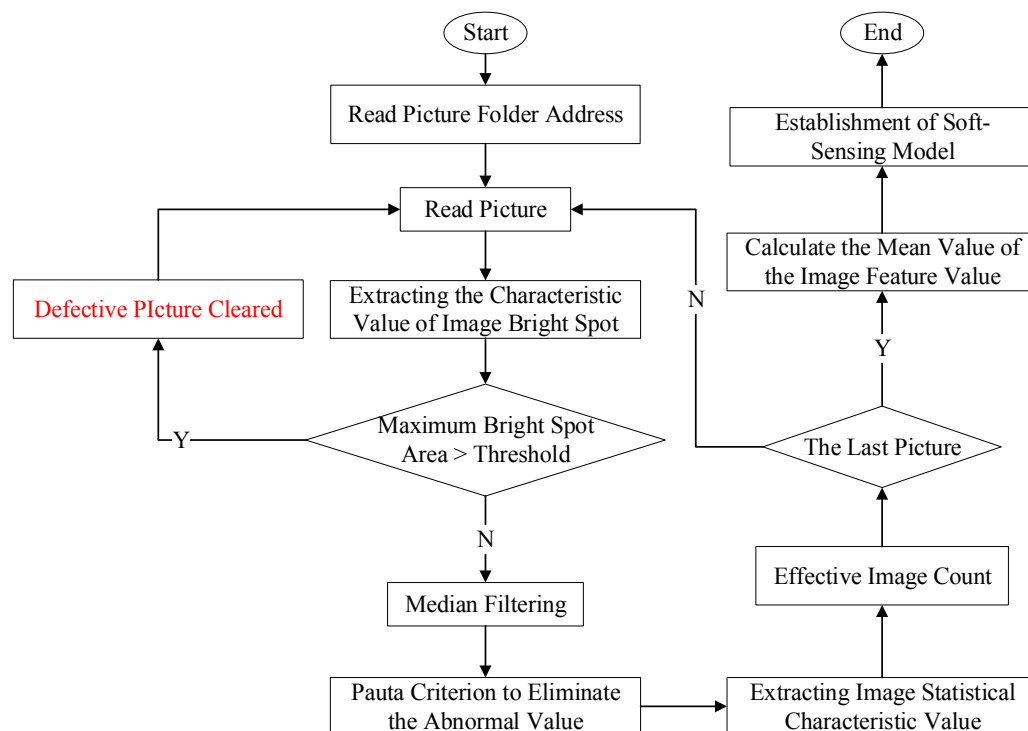 Start
Read Picture Folder Address
Read Picture
Defective PIcture Cleared
Extracting the Characteristic
Value of Image Bright Spot
Maximum Bright Spot
Area > Threshold
Y
N
Median Filtering
Pauta Criterion to Eliminate
the Abnormal Value
Extracting Image Statistical
Characteristic Value
Effective Image Count
The Last Picture
N
Y
Calculate the Mean Value of
the Image Feature Value
Establishment of Soft-
Sensing Model
End